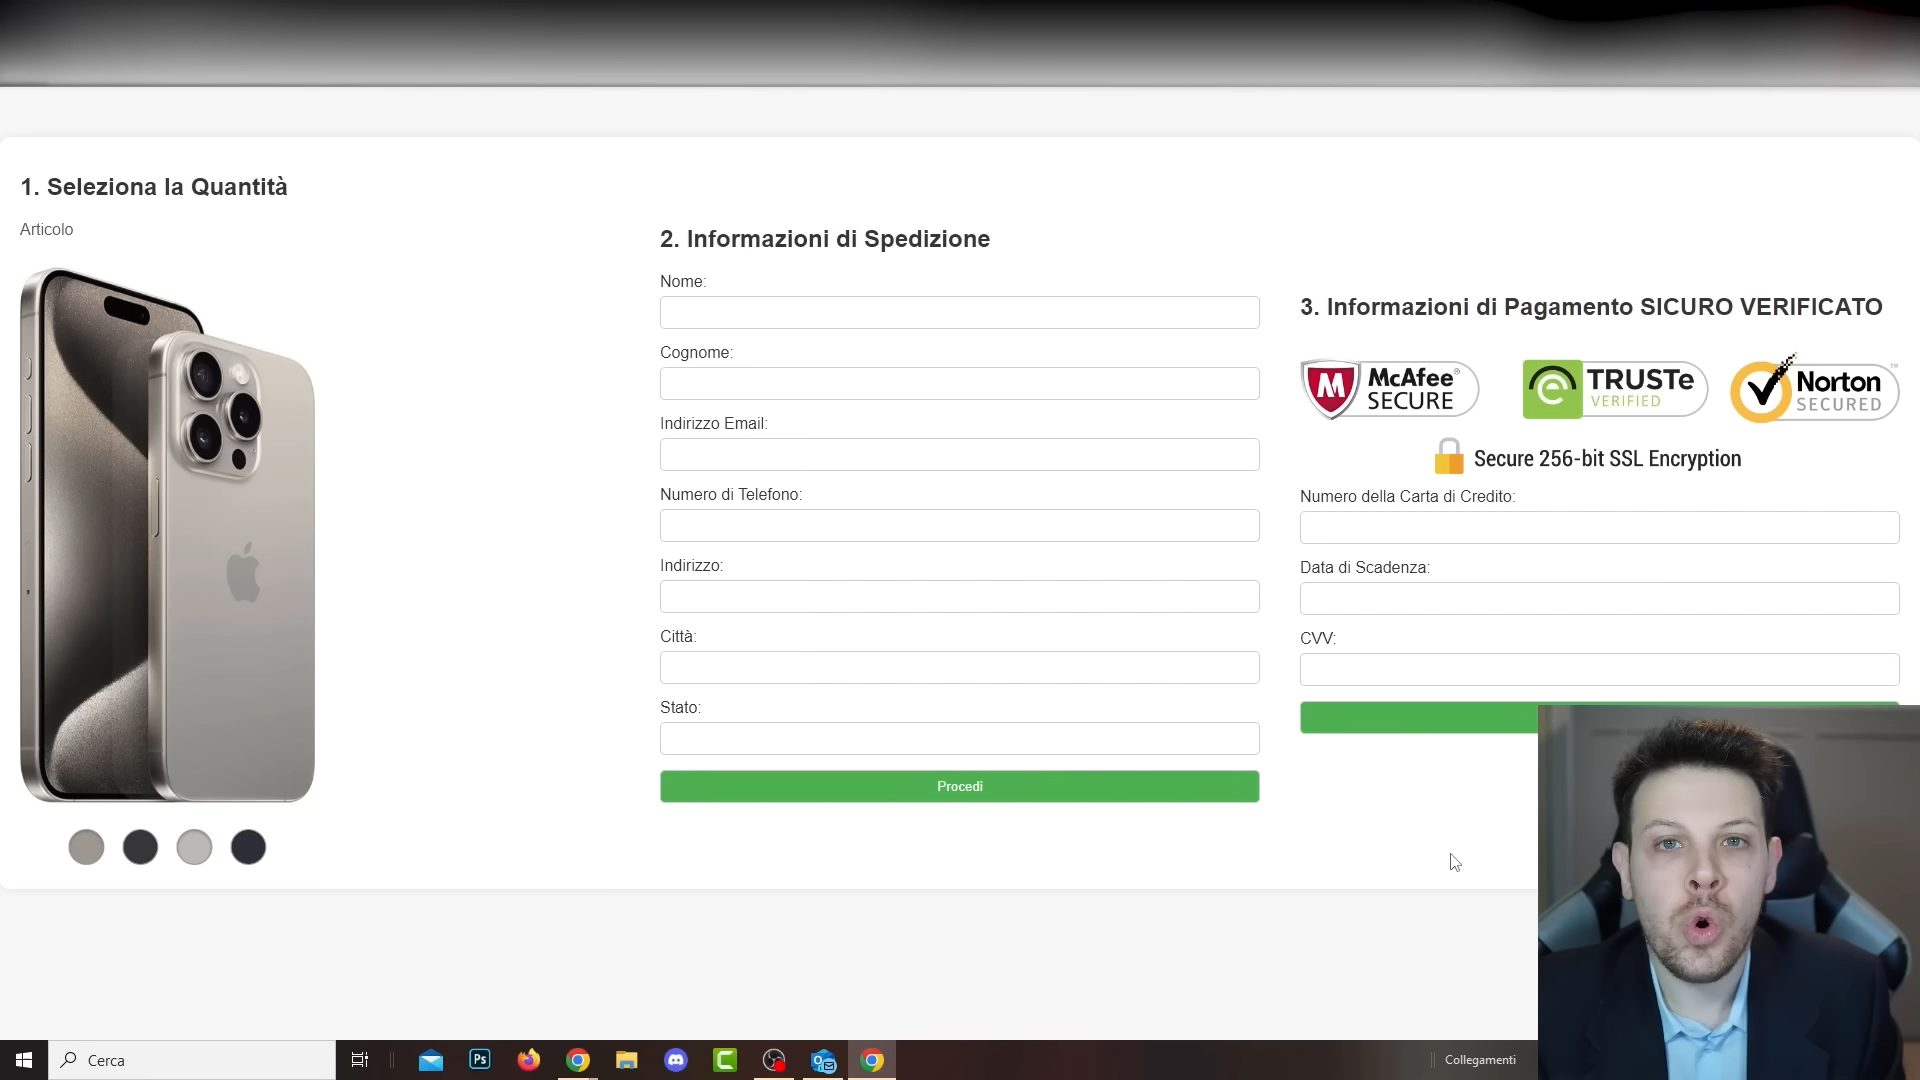 1. Seleziona la Quantità
Articolo
2. Informazioni di Spedizione
Nome:
Cognome:
Indirizzo Email:
Numero di Telefono:
Indirizzo:
Città:
Stato:
Procedi
3. Informazioni di Pagamento SICURO VERIFICATO
McAfee®
SECURE
TRUSTe
VERIFIED
Norton™
SECURED
Secure 256-bit SSL Encryption
Numero della Carta di Credito:
Data di Scadenza:
CVV:
Cerca
Ps
Collegamenti